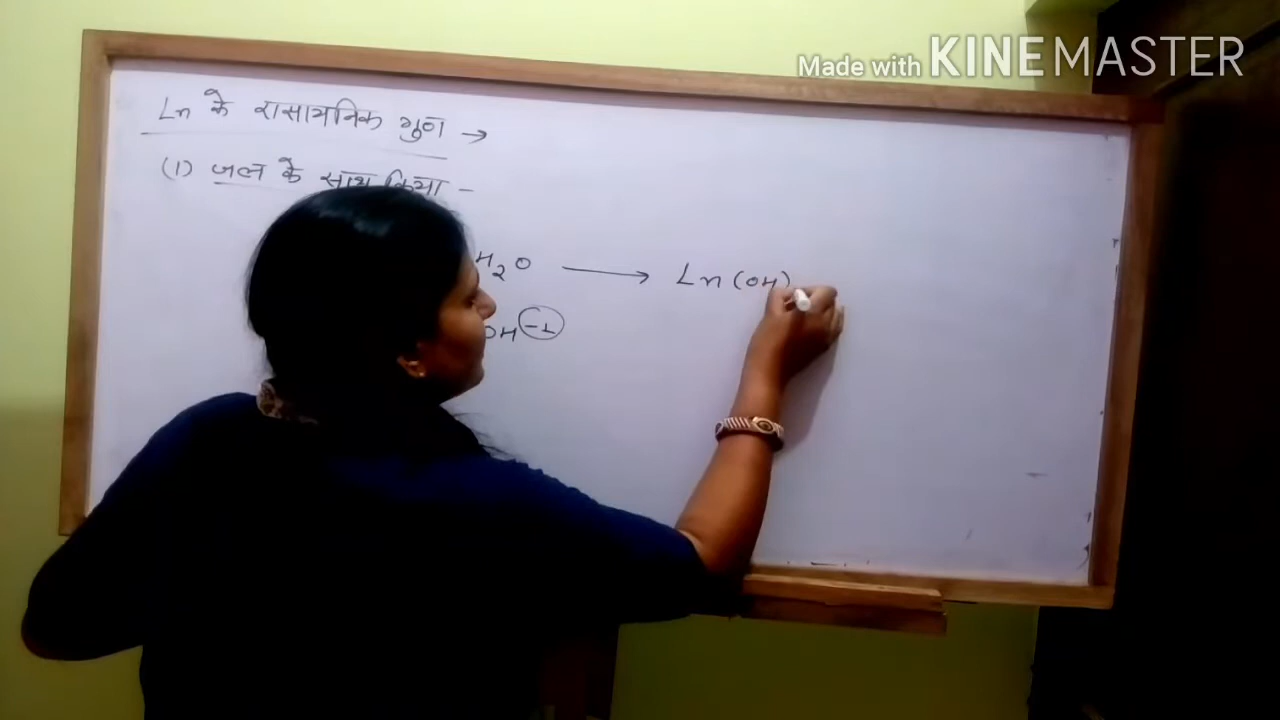 Made with KINEMASTER
Ln के रासायनिक गुण →
(1) जल के साथ क्रिया -
H₂O ⟶ Ln(OH)
OH⁻¹